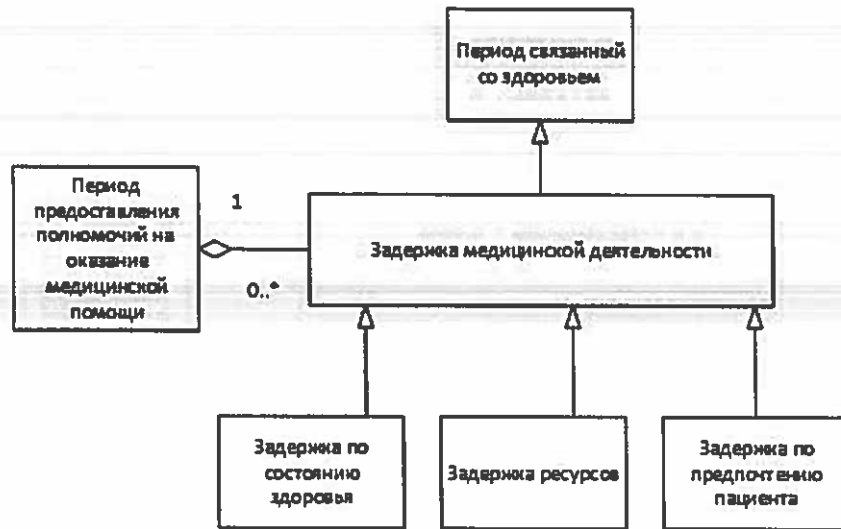 Период связанный
со здоровьем
Период
предоставления
полномочий на
оказание
медицинской
помощи
1
0..*
Задержка медицинской деятельности
Задержка по
состоянию
здоровья
Задержка ресурсов
Задержка по
предпочтению
пациента